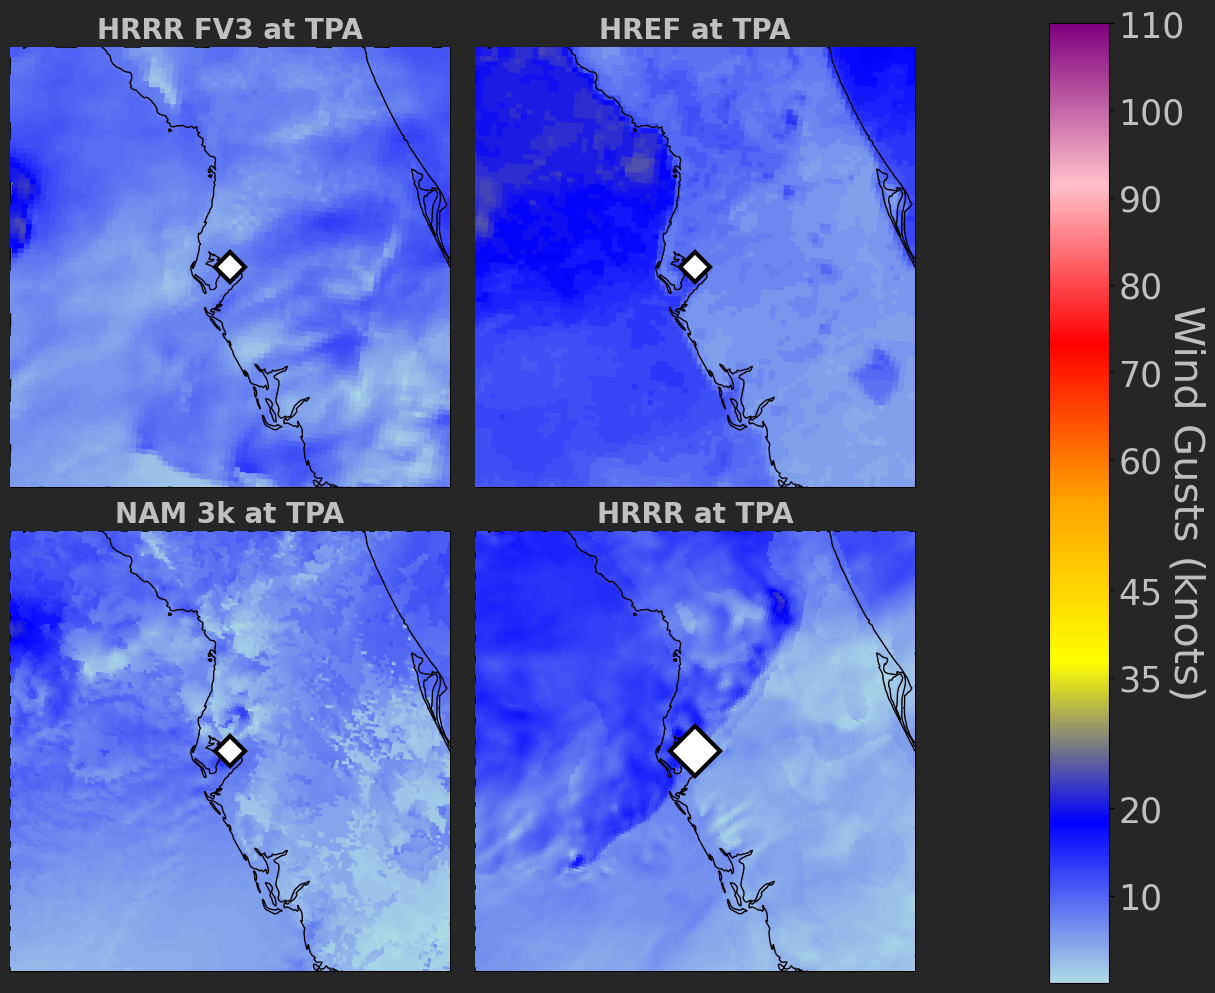 HRRR FV3 at TPA
HREF at TPA
NAM 3k at TPA
HRRR at TPA
110
100
90
80
70
60
45
35
20
10
Wind Gusts (knots)